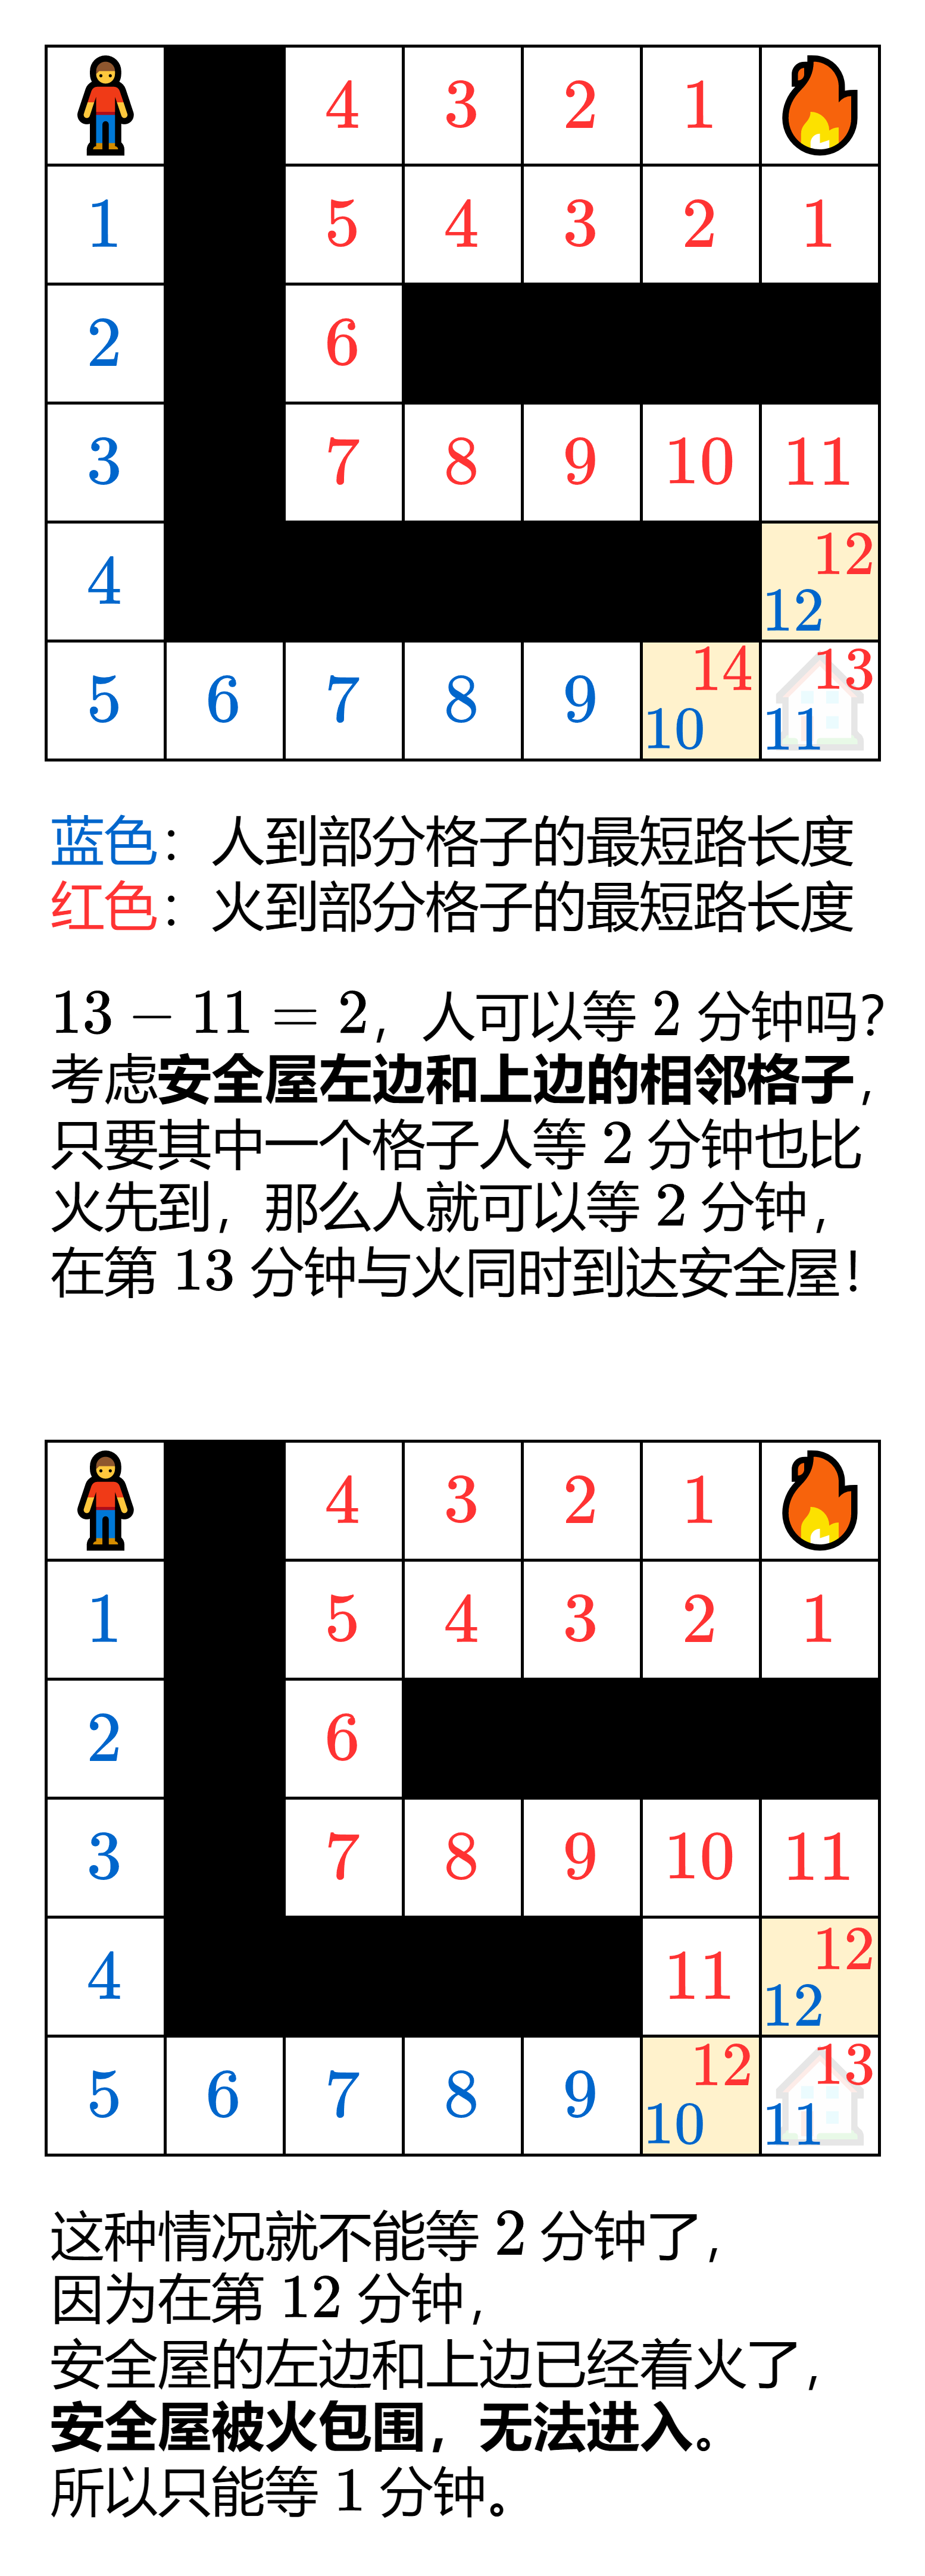 4 3 2 1
1 5 4 3 2 1
2 6
3 7 8 9 10 11
4 12 12
5 6 7 8 9 14 10 13 11
蓝色：人到部分格子的最短路长度
红色：火到部分格子的最短路长度
13 − 11 = 2，人可以等 2 分钟吗？
考虑安全屋左边和上边的相邻格子，
只要其中一个格子人等 2 分钟也比
火先到，那么人就可以等 2 分钟，
在第 13 分钟与火同时到达安全屋！
4 3 2 1
1 5 4 3 2 1
2 6
3 7 8 9 10 11
4 11 12 12
5 6 7 8 9 12 10 13 11
这种情况就不能等 2 分钟了，
因为在第 12 分钟，
安全屋的左边和上边已经着火了，
安全屋被火包围，无法进入。
所以只能等 1 分钟。